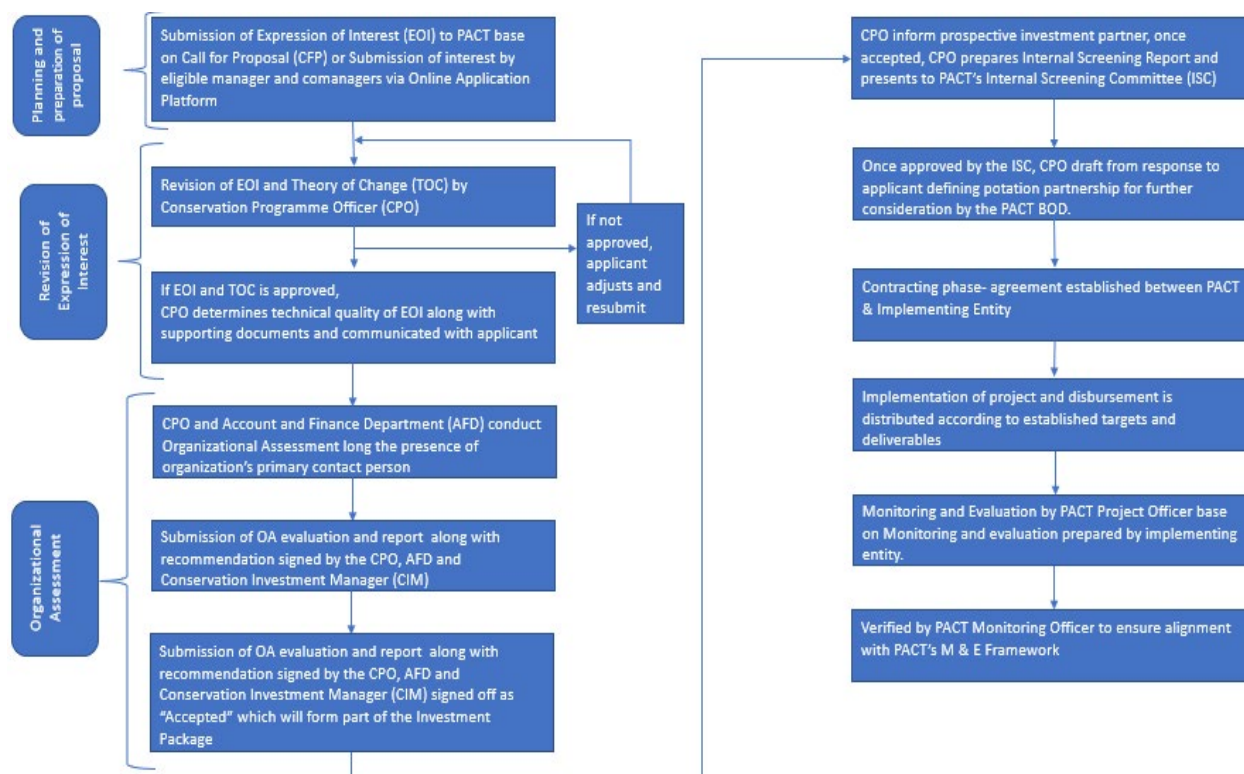 Planning and
preparation of
proposal
Submission of Expression of Interest (EOI) to PACT base
on Call for Proposal (CFP) or Submission of interest by
eligible manager and comanagers via Online Application
Platform
Revision of
Expression of
Interest
Revision of EOI and Theory of Change (TOC) by
Conservation Programme Officer (CPO)
If not
approved,
applicant
adjusts and
resubmit
If EOI and TOC is approved,
CPO determines technical quality of EOI along with
supporting documents and communicated with applicant
Organizational
Assessment
CPO and Account and Finance Department (AFD) conduct
Organizational Assessment long the presence of
organization's primary contact person
Submission of OA evaluation and report along with
recommendation signed by the CPO, AFD and
Conservation Investment Manager (CIM)
Submission of OA evaluation and report along with
recommendation signed by the CPO, AFD and
Conservation Investment Manager (CIM) signed off as
“Accepted” which will form part of the Investment
Package
CPO inform prospective investment partner, once
accepted, CPO prepares Internal Screening Report and
presents to PACT's Internal Screening Committee (ISC)
Once approved by the ISC, CPO draft from response to
applicant defining potation partnership for further
consideration by the PACT BOD.
Contracting phase- agreement established between PACT
& Implementing Entity
Implementation of project and disbursement is
distributed according to established targets and
deliverables
Monitoring and Evaluation by PACT Project Officer base
on Monitoring and evaluation prepared by implementing
entity.
Verified by PACT Monitoring Officer to ensure alignment
with PACT's M & E Framework